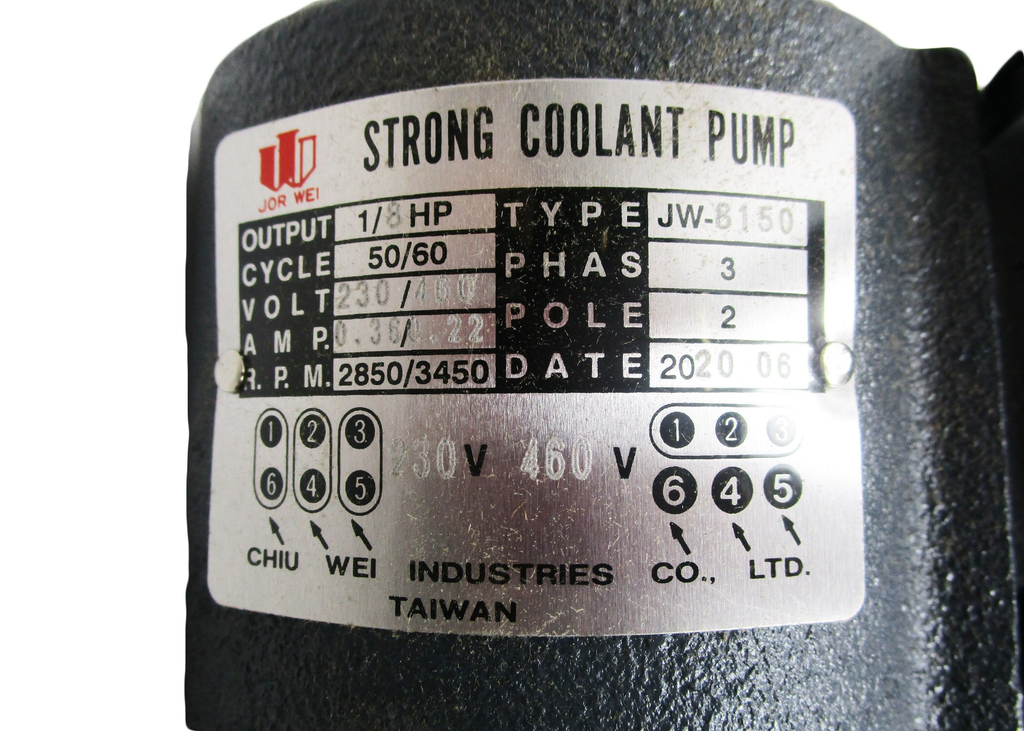 STRONG COOLANT PUMP
JOR WEI
OUTPUT 1/8 HP TYPE JW-8150
CYCLE 50/60 PHAS 3
VOLT 230/460 POLE 2
AMP. 0.36/0.22 DATE 2020 06
R.P.M. 2850/3450
1 2 3 1 2 3
230 V 460 V
6 4 5 6 4 5
CHIU WEI INDUSTRIES CO., LTD.
TAIWAN